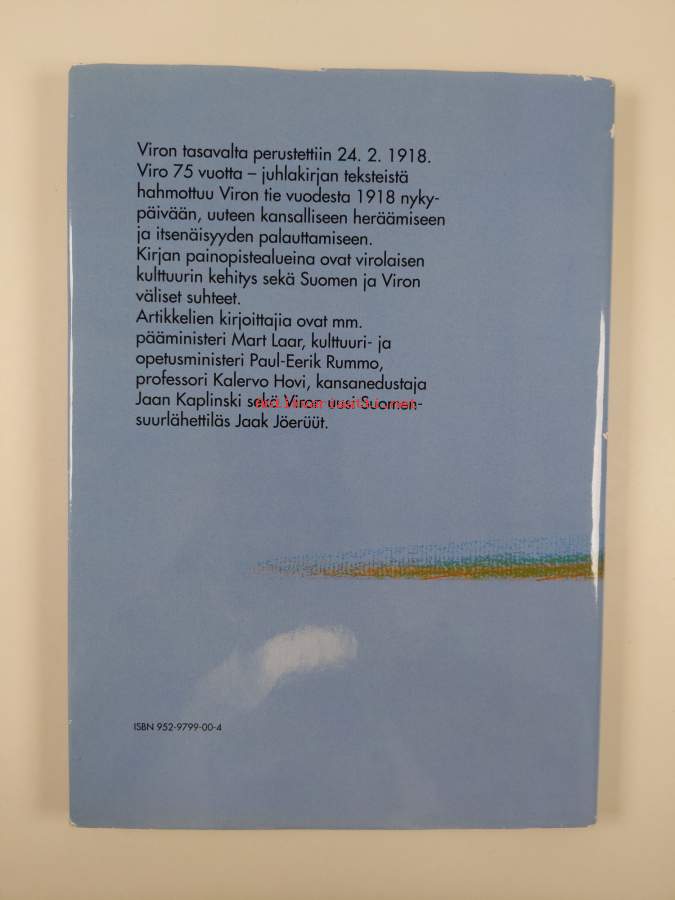 Viron tasavalta perustettiin 24. 2. 1918.
Viro 75 vuotta – juhlakirjan teksteistä
hahmottuu Viron tie vuodesta 1918 nyky-
päivään, uuteen kansalliseen heräämiseen
ja itsenäisyyden palauttamiseen.
Kirjan painopistealueina ovat virolaisen
kulttuurin kehitys sekä Suomen ja Viron
väliset suhteet.
Artikkelien kirjoittajia ovat mm.
pääministeri Mart Laar, kulttuuri- ja
opetusministeri Paul-Eerik Rummo,
professori Kalervo Hovi, kansanedustaja
Jaan Kaplinski sekä Viron uusi Suomen-
antikvariaatti.net
suurlähettiläs Jaak Jöerüüt.
ISBN 952-9799-00-4